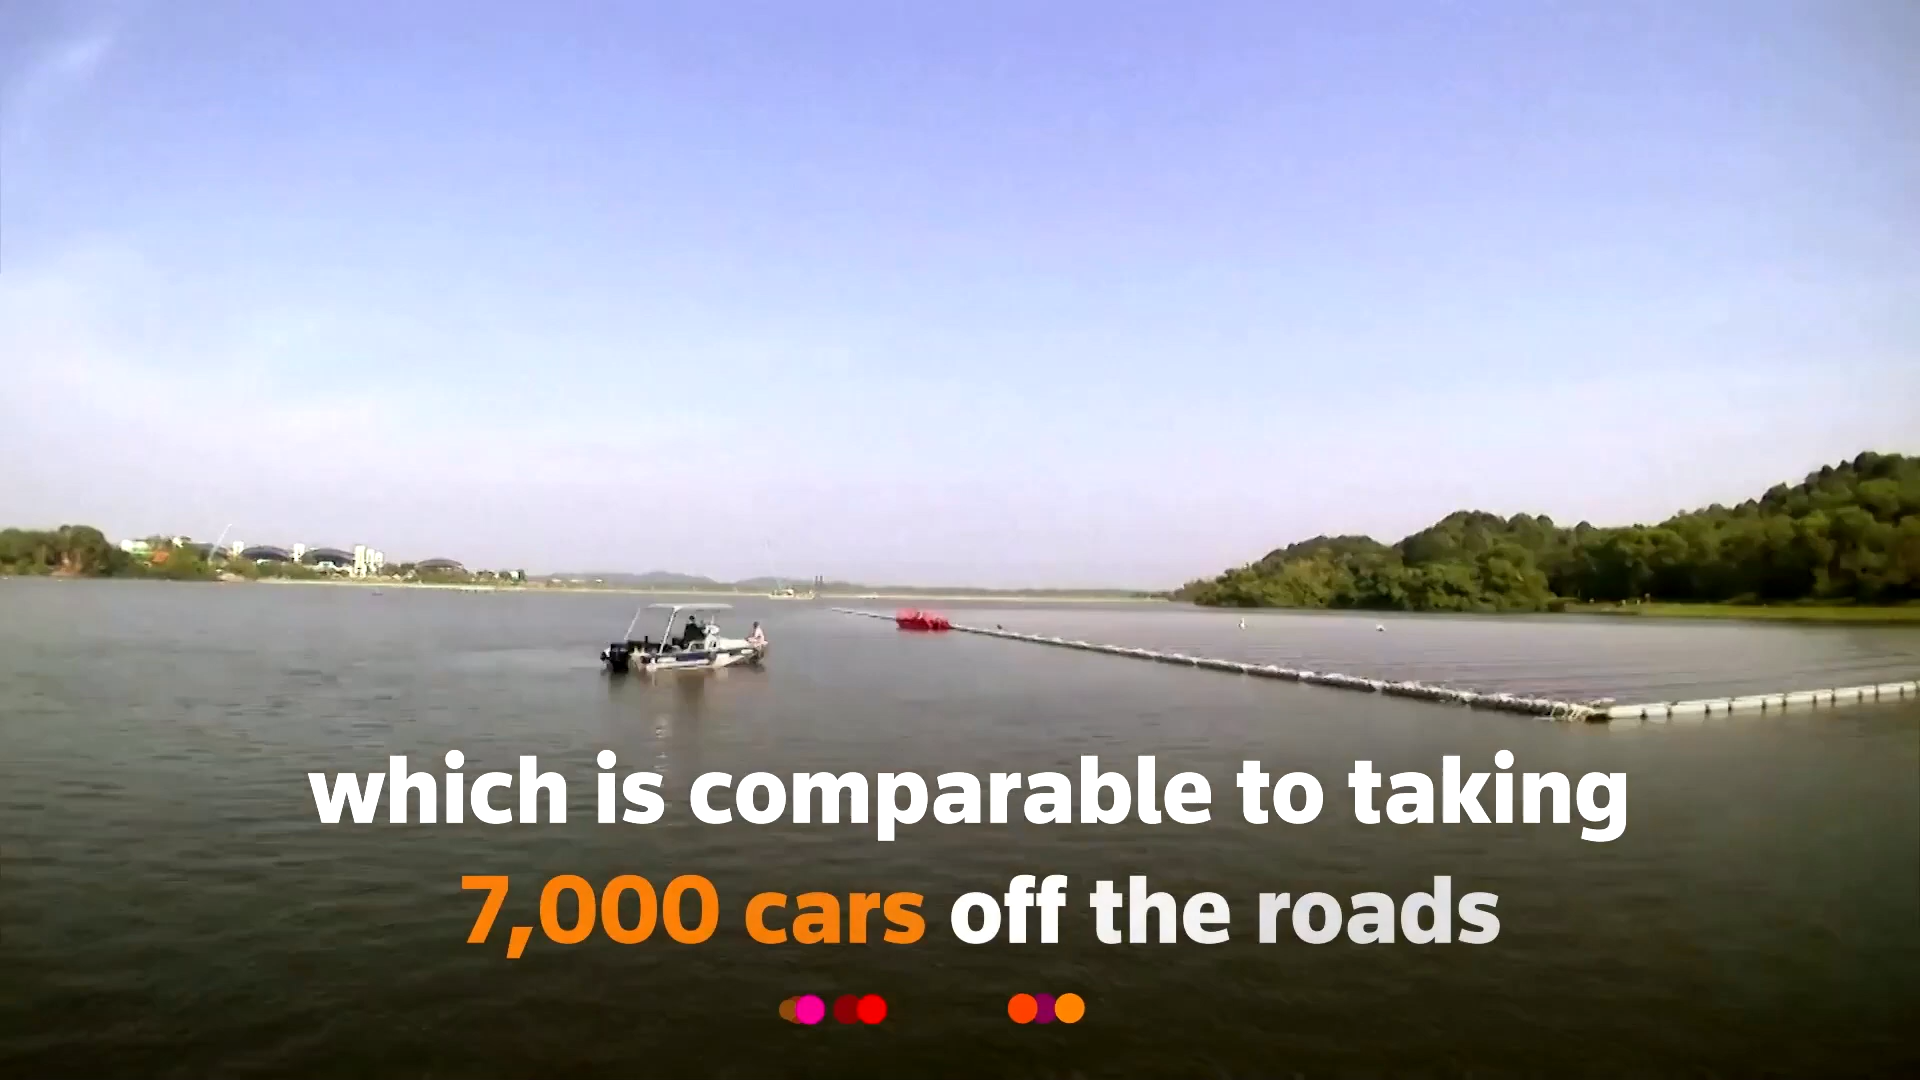 which is comparable to taking
7,000 cars off the roads